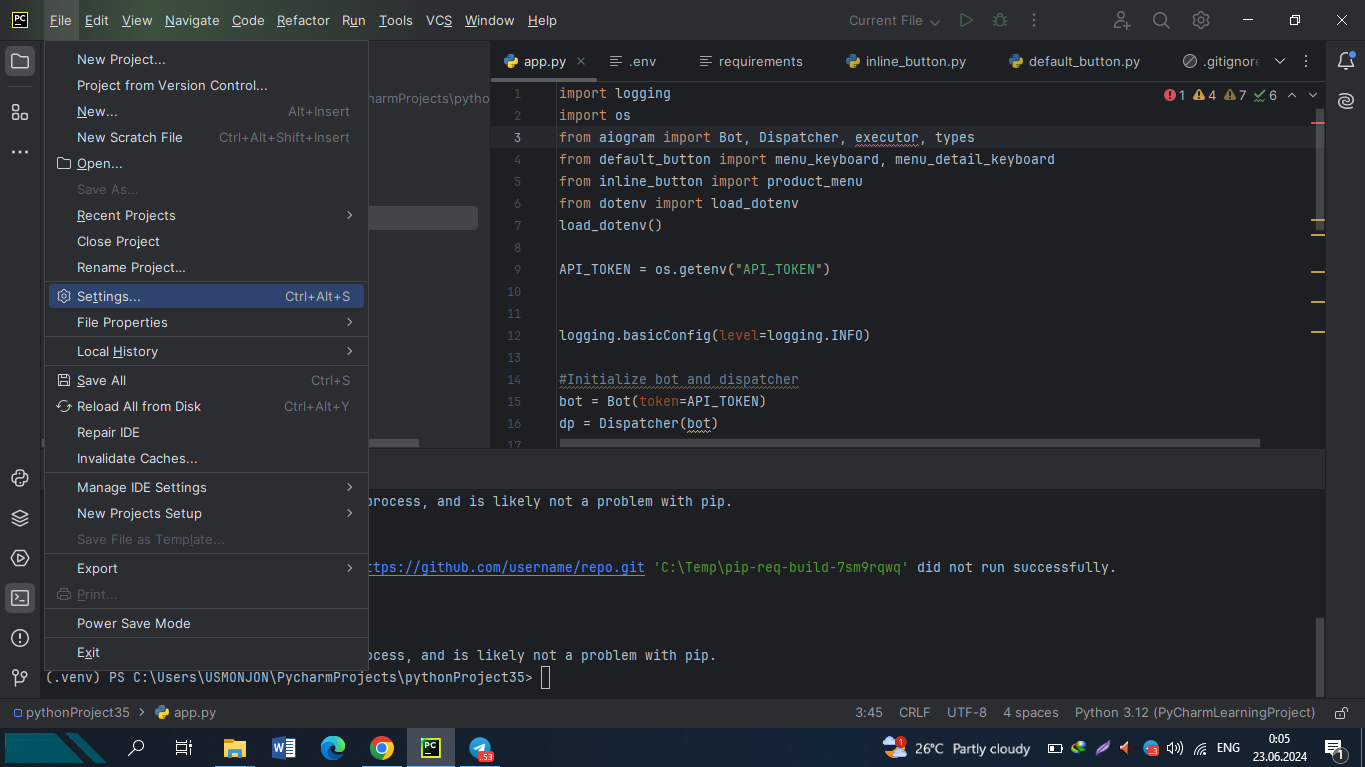 PC File Edit View Navigate Code Refactor Run Tools VCS Window Help Current File
New Project...
Project from Version Control...
New... Alt+Insert
New Scratch File Ctrl+Alt+Shift+Insert
Open...
Save As...
Recent Projects
Close Project
Rename Project...
Settings... Ctrl+Alt+S
File Properties
Local History
Save All Ctrl+S
Reload All from Disk Ctrl+Alt+Y
Repair IDE
Invalidate Caches...
Manage IDE Settings
New Projects Setup
Save File as Template...
Export
Print...
Power Save Mode
Exit
harmProjects\pytho
app.py .env requirements inline_button.py default_button.py .gitignore
1 4 7 6
1 import logging
2 import os
3 from aiogram import Bot, Dispatcher, executor, types
4 from default_button import menu_keyboard, menu_detail_keyboard
5 from inline_button import product_menu
6 from dotenv import load_dotenv
7 load_dotenv()
8
9 API_TOKEN = os.getenv("API_TOKEN")
10
11
12 logging.basicConfig(level=logging.INFO)
13
14 #Initialize bot and dispatcher
15 bot = Bot(token=API_TOKEN)
16 dp = Dispatcher(bot)
17
rocess, and is likely not a problem with pip.
ttps://github.com/username/repo.git 'C:\Temp\pip-req-build-7sm9rqwq' did not run successfully.
ocess, and is likely not a problem with pip.
(.venv) PS C:\Users\USMONJON\PycharmProjects\pythonProject35>
pythonProject35 > app.py 3:45 CRLF UTF-8 4 spaces Python 3.12 (PyCharmLearningProject)
1 26°C Partly cloudy ENG 0:05
23.06.2024
PC .53 1